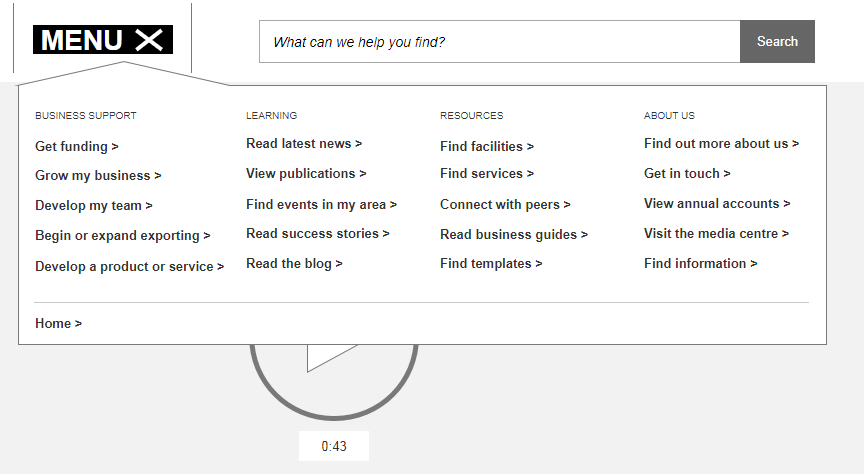 MENU
What can we help you find?
Search
BUSINESS SUPPORT
Get funding >
Grow my business >
Develop my team >
Begin or expand exporting >
Develop a product or service >
LEARNING
Read latest news >
View publications >
Find events in my area >
Read success stories >
Read the blog >
RESOURCES
Find facilities >
Find services >
Connect with peers >
Read business guides >
Find templates >
ABOUT US
Find out more about us >
Get in touch >
View annual accounts >
Visit the media centre >
Find information >
Home >
0:43